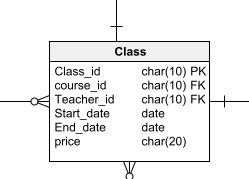 Class
Class_id char(10) PK
course_id char(10) FK
Teacher_id char(10) FK
Start_date date
End_date date
price char(20)